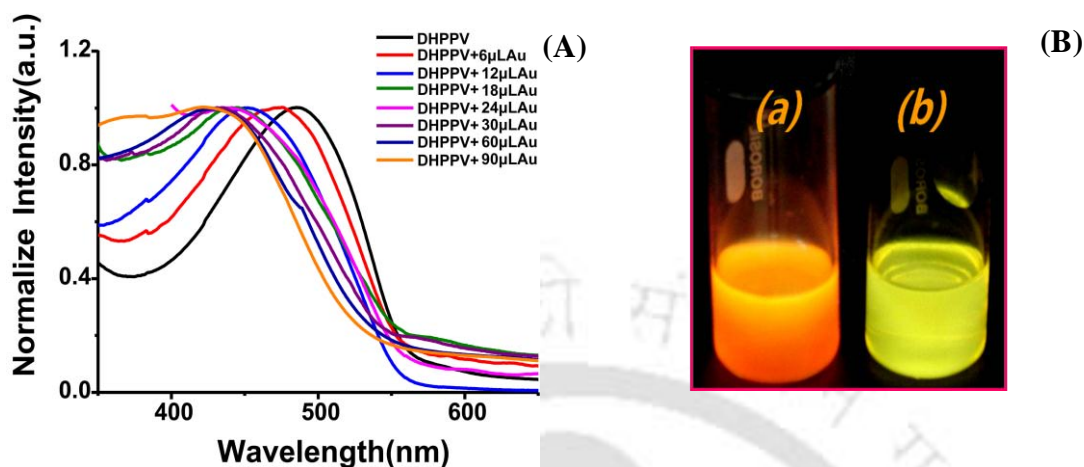 1.2
0.8
0.4
0.0
Normalize Intensity(a.u.)
400
500
600
Wavelength(nm)
DHPPV
DHPPV+6µLAu
DHPPV+12µLAu
DHPPV+ 18µLAu
DHPPV+ 24µLAu
DHPPV+ 30µLAu
DHPPV+ 60µLAu
DHPPV+ 90µLAu
(A)
(B)
(a)
(b)
BOROSIL